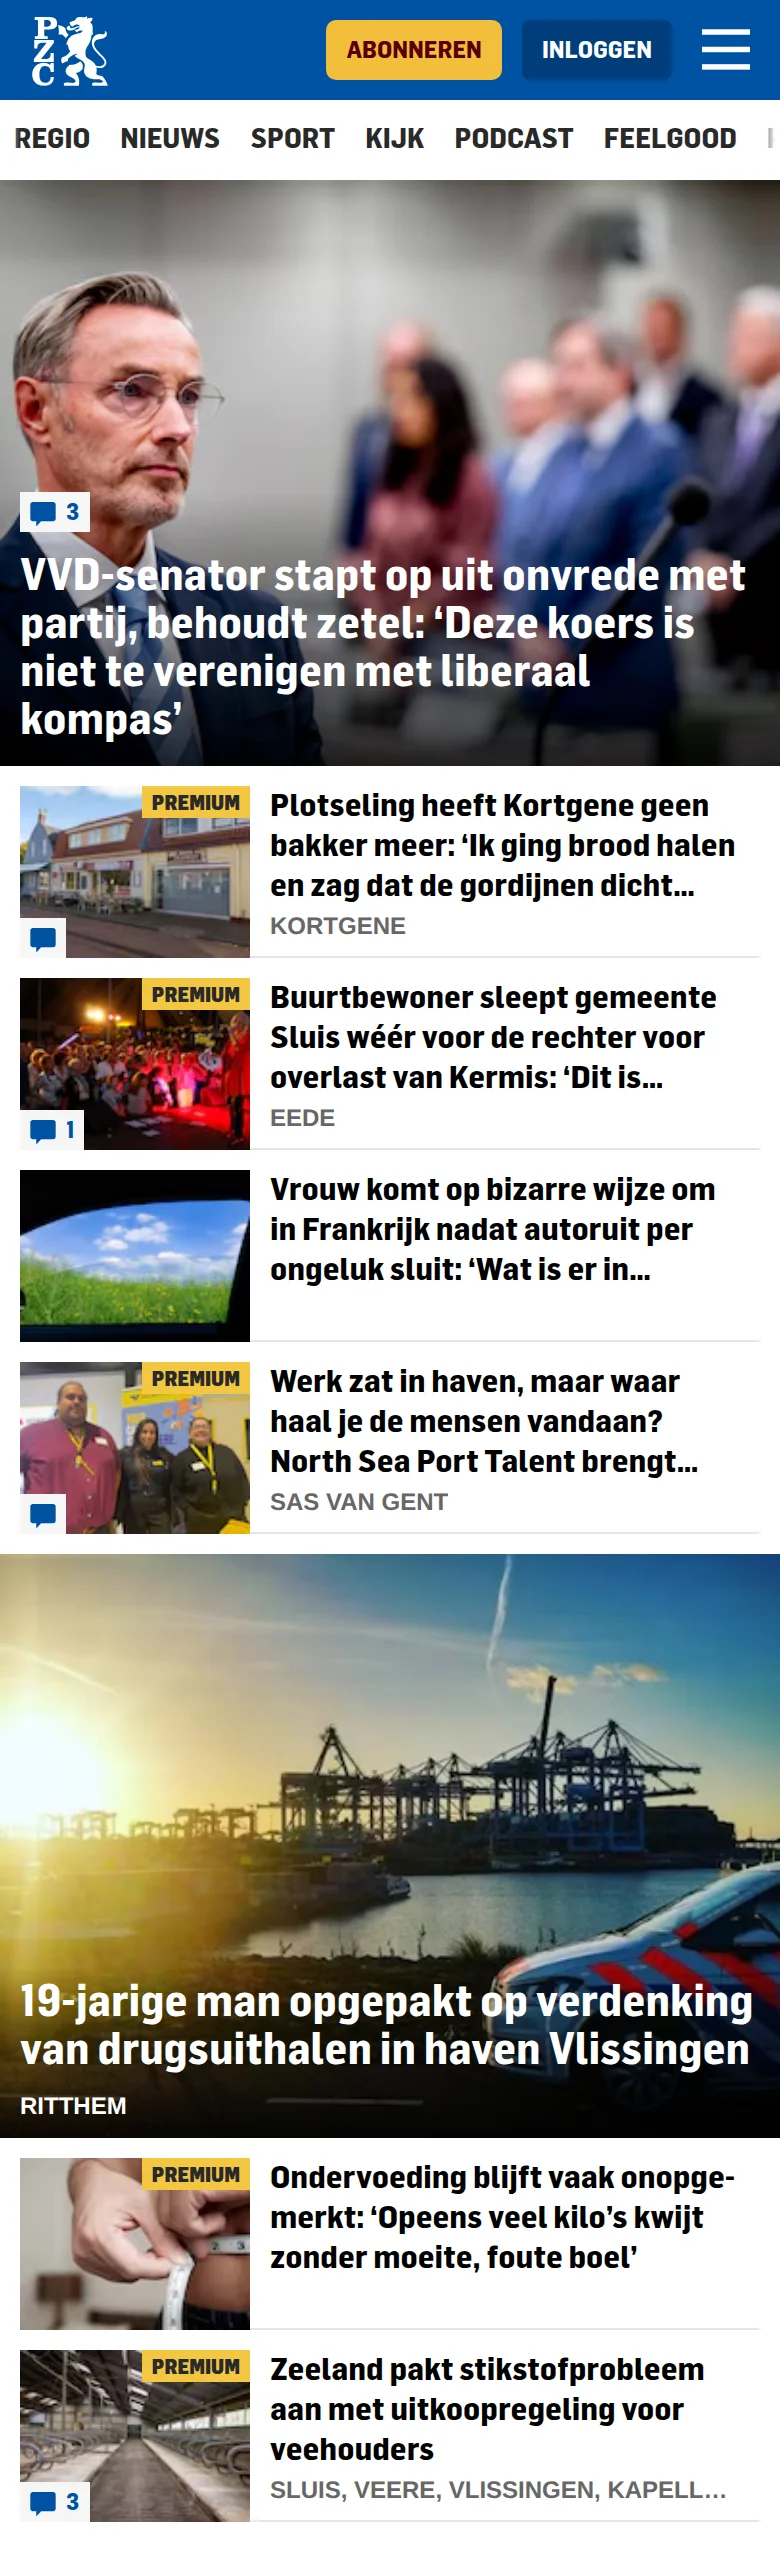 P
Z
C
ABONNEREN
INLOGGEN
REGIO NIEUWS SPORT KIJK PODCAST FEELGOOD
3
VVD-senator stapt op uit onvrede met
partij, behoudt zetel: ‘Deze koers is
niet te verenigen met liberaal
kompas’
PREMIUM
Plotseling heeft Kortgene geen
bakker meer: ‘Ik ging brood halen
en zag dat de gordijnen dicht...
KORTGENE
PREMIUM
1
Buurtbewoner sleept gemeente
Sluis wéér voor de rechter voor
overlast van Kermis: ‘Dit is...
EEDE
Vrouw komt op bizarre wijze om
in Frankrijk nadat autoruit per
ongeluk sluit: ‘Wat is er in...
PREMIUM
Werk zat in haven, maar waar
haal je de mensen vandaan?
North Sea Port Talent brengt...
SAS VAN GENT
19-jarige man opgepakt op verdenking
van drugsuithalen in haven Vlissingen
RITTHEM
PREMIUM
Ondervoeding blijft vaak onopge-
merkt: ‘Opeens veel kilo’s kwijt
zonder moeite, foute boel’
PREMIUM
3
Zeeland pakt stikstofprobleem
aan met uitkoopregeling voor
veehouders
SLUIS, VEERE, VLISSINGEN, KAPELL...